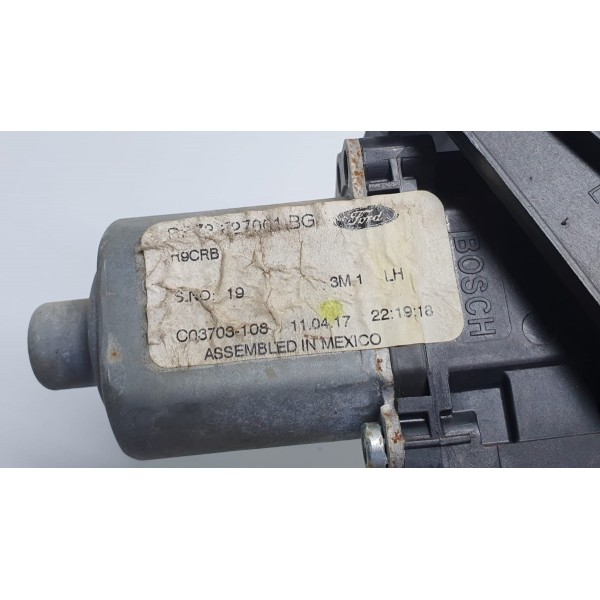 BG Ford
R9CRB
S.NO: 19 3M.1 LH
C03703-108 11.04.17 22:19:18
ASSEMBLED IN MEXICO
BOSCH